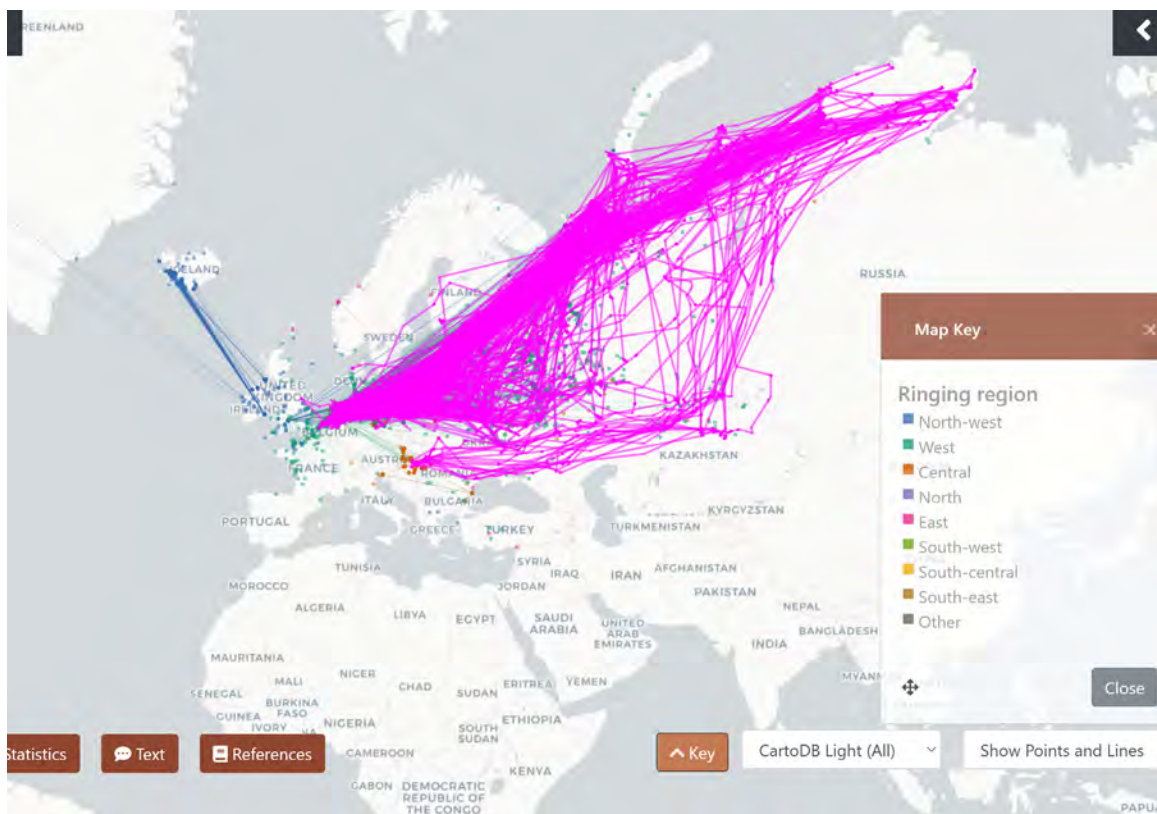 REENLAND
ICELAND
FINLAND
SWEDEN
RUSSIA
UNITED
KINGDOM
IRELAND
BELGIUM
FRANCE
AUSTRI
ROMANI
ITALY
BULGARIA
PORTUGAL
GREECE
TURKEY
KAZAKHSTAN
KYRGYZSTAN
TURKMENISTAN
SYRIA
IRAQ
IRAN
AFGHANISTAN
TUNISIA
MOROCCO
JORDAN
PAKISTAN
ALGERIA
LIBYA
EGYPT
SAUDI
ARABIA
UNITED
ARAB
EMIRATES
NEPAL
BANGLADESH
INDIA
MAURITANIA
MALI
NIGER
CHAD
SUDAN
ERITREA
YEMEN
SENEGAL
BURKINA
FASO
GUINEA
IVORY
NIGERIA
SOUTH
SUDAN
ETHIOPIA
CAMEROON
KENYA
GABON
DEMOCRATIC
REPUBLIC OF
THE CONGO
MYANM
PAPU
Map Key
Ringing region
North-west
West
Central
North
East
South-west
South-central
South-east
Other
Close
Statistics
Text
References
Key
CartoDB Light (All)
Show Points and Lines